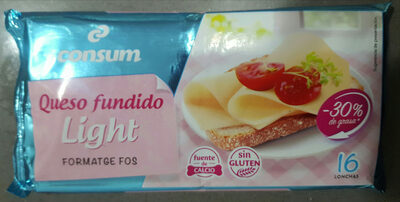 consum
Queso fundido
Light
FORMATGE FOS
fuente
de
CALCIO
sin
GLUTEN
-30%
de grasa*
16
LONCHAS